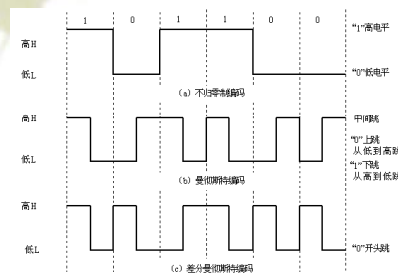 1 0 1 1 0 0
高H
低L
“1”高电平
“0”低电平
(a) 不归零制编码
高H
低L
中间跳
“0”上跳
从低到高跳
“1”下跳
从高到低跳
(b) 曼彻斯特编码
高H
低L
“0”开头跳
(c) 差分曼彻斯特编码